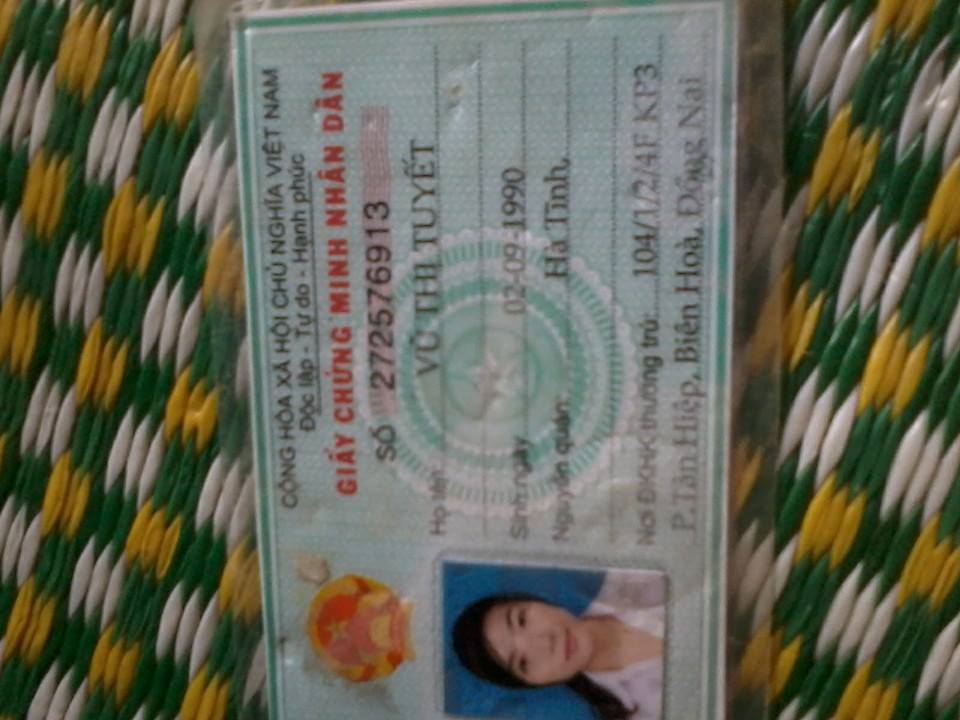 CỘNG HÒA XÃ HỘI CHỦ NGHĨA VIỆT NAM
Độc lập - Tự do - Hạnh phúc
GIẤY CHỨNG MINH NHÂN DÂN
SỐ 272576913
Họ tên: VŨ THỊ TUYẾT
Sinh ngày 02-09-1990
Nguyên quán: Hà Tĩnh,
Nơi ĐKHK thường trú: 104/1/2/4F KP3
P.Tân Hiệp, Biên Hoà, Đồng Nai